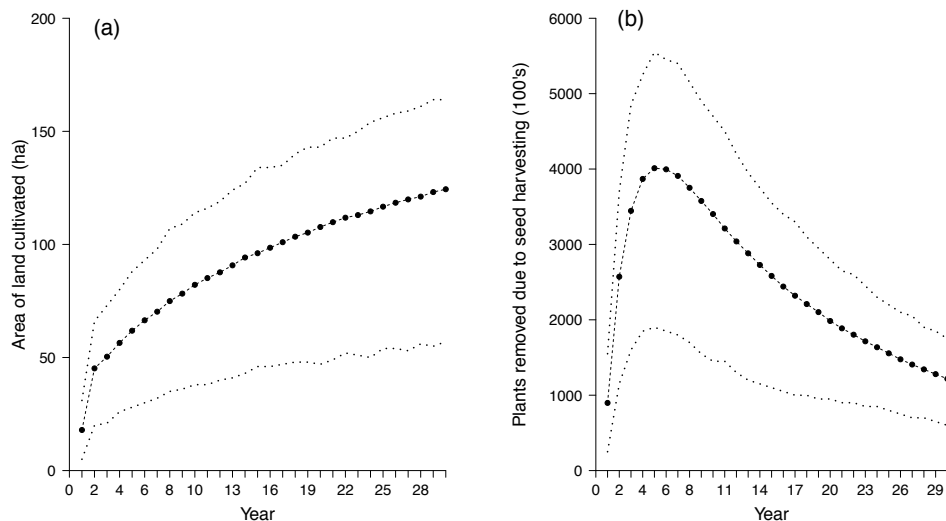 (a)
Area of land cultivated (ha)
200
150
100
50
0
0 2 4 6 8 10 13 16 19 22 25 28
Year
(b)
Plants removed due to seed harvesting (100's)
6000
5000
4000
3000
2000
1000
0
0 2 4 6 8 11 14 17 20 23 26 29
Year